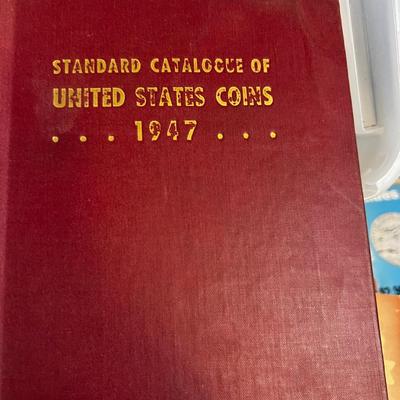 STANDARD CATALOGUE OF
UNITED STATES COINS
. . . 1947 . . .